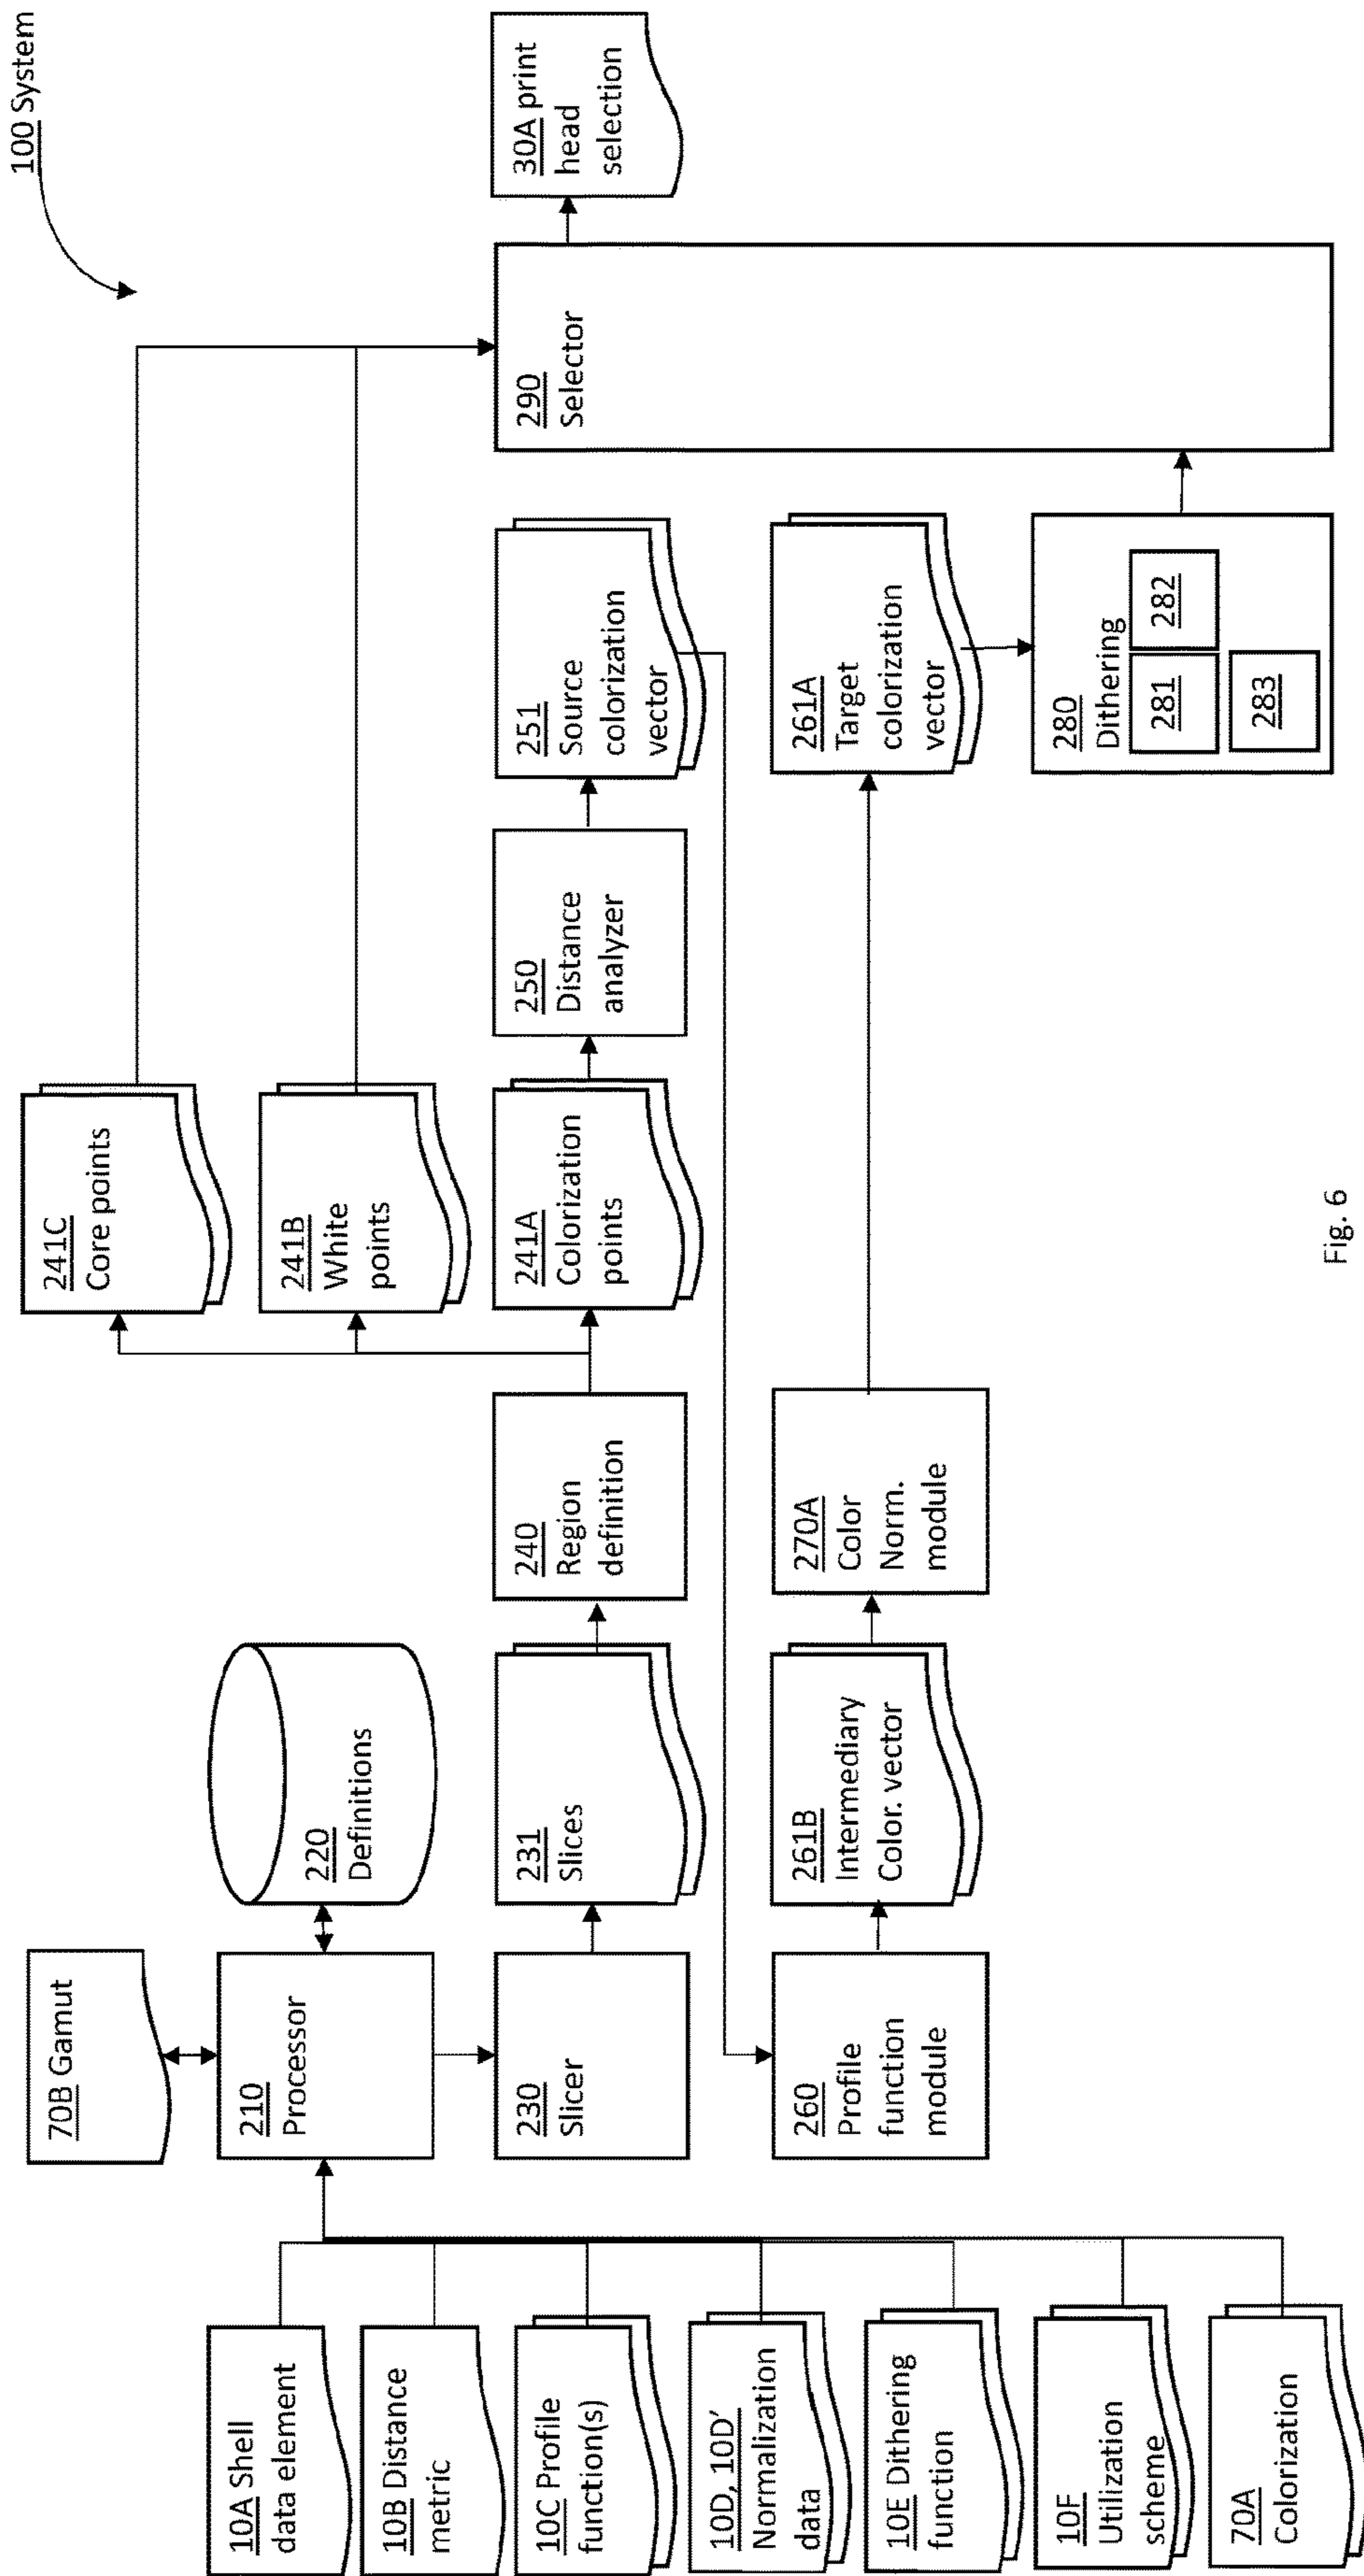 100 System
10A Shell
data element
10B Distance
metric
10C Profile
function(s)
10D, 10D'
Normalization
data
10E Dithering
function
10F
Utilization
scheme
70A
Colorization
70B Gamut
210
Processor
220
Definitions
230
Slicer
231
Slices
240
Region
definition
241C
Core points
241B
White
points
241A
Colorization
points
250
Distance
analyzer
251
Source
colorization
vector
260
Profile
function
module
261B
Intermediary
Color. vector
270A
Color
Norm.
module
261A
Target
colorization
vector
280
Dithering
281
282
283
290
Selector
30A print
head
selection
Fig. 6